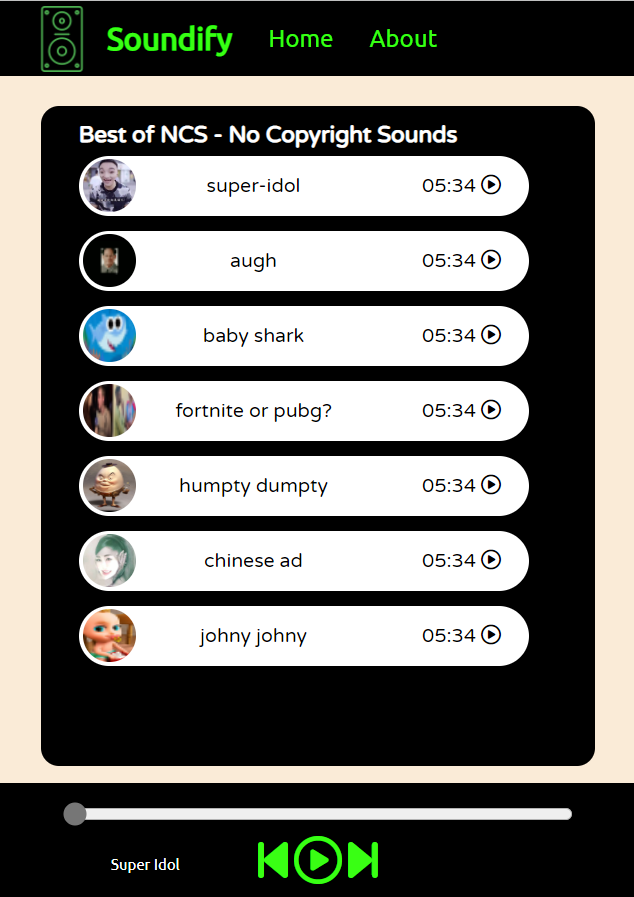 Soundify Home About
Best of NCS - No Copyright Sounds
super-idol 05:34
augh 05:34
baby shark 05:34
fortnite or pubg? 05:34
humpty dumpty 05:34
chinese ad 05:34
johny johny 05:34
Super Idol